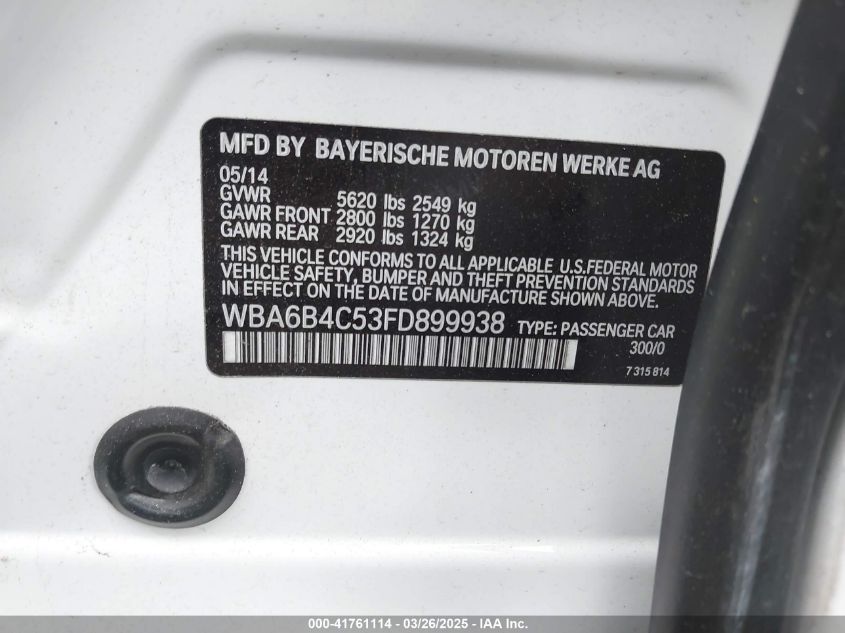 MFD BY BAYERISCHE MOTOREN WERKE AG
05/14
GVWR 5620 lbs 2549 kg
GAWR FRONT 2800 lbs 1270 kg
GAWR REAR 2920 lbs 1324 kg
THIS VEHICLE CONFORMS TO ALL APPLICABLE U.S.FEDERAL MOTOR
VEHICLE SAFETY, BUMPER AND THEFT PREVENTION STANDARDS
IN EFFECT ON THE DATE OF MANUFACTURE SHOWN ABOVE.
WBA6B4C53FD899938 TYPE: PASSENGER CAR
300/0
7 315 814
000-41761114 - 03/26/2025 - IAA Inc.